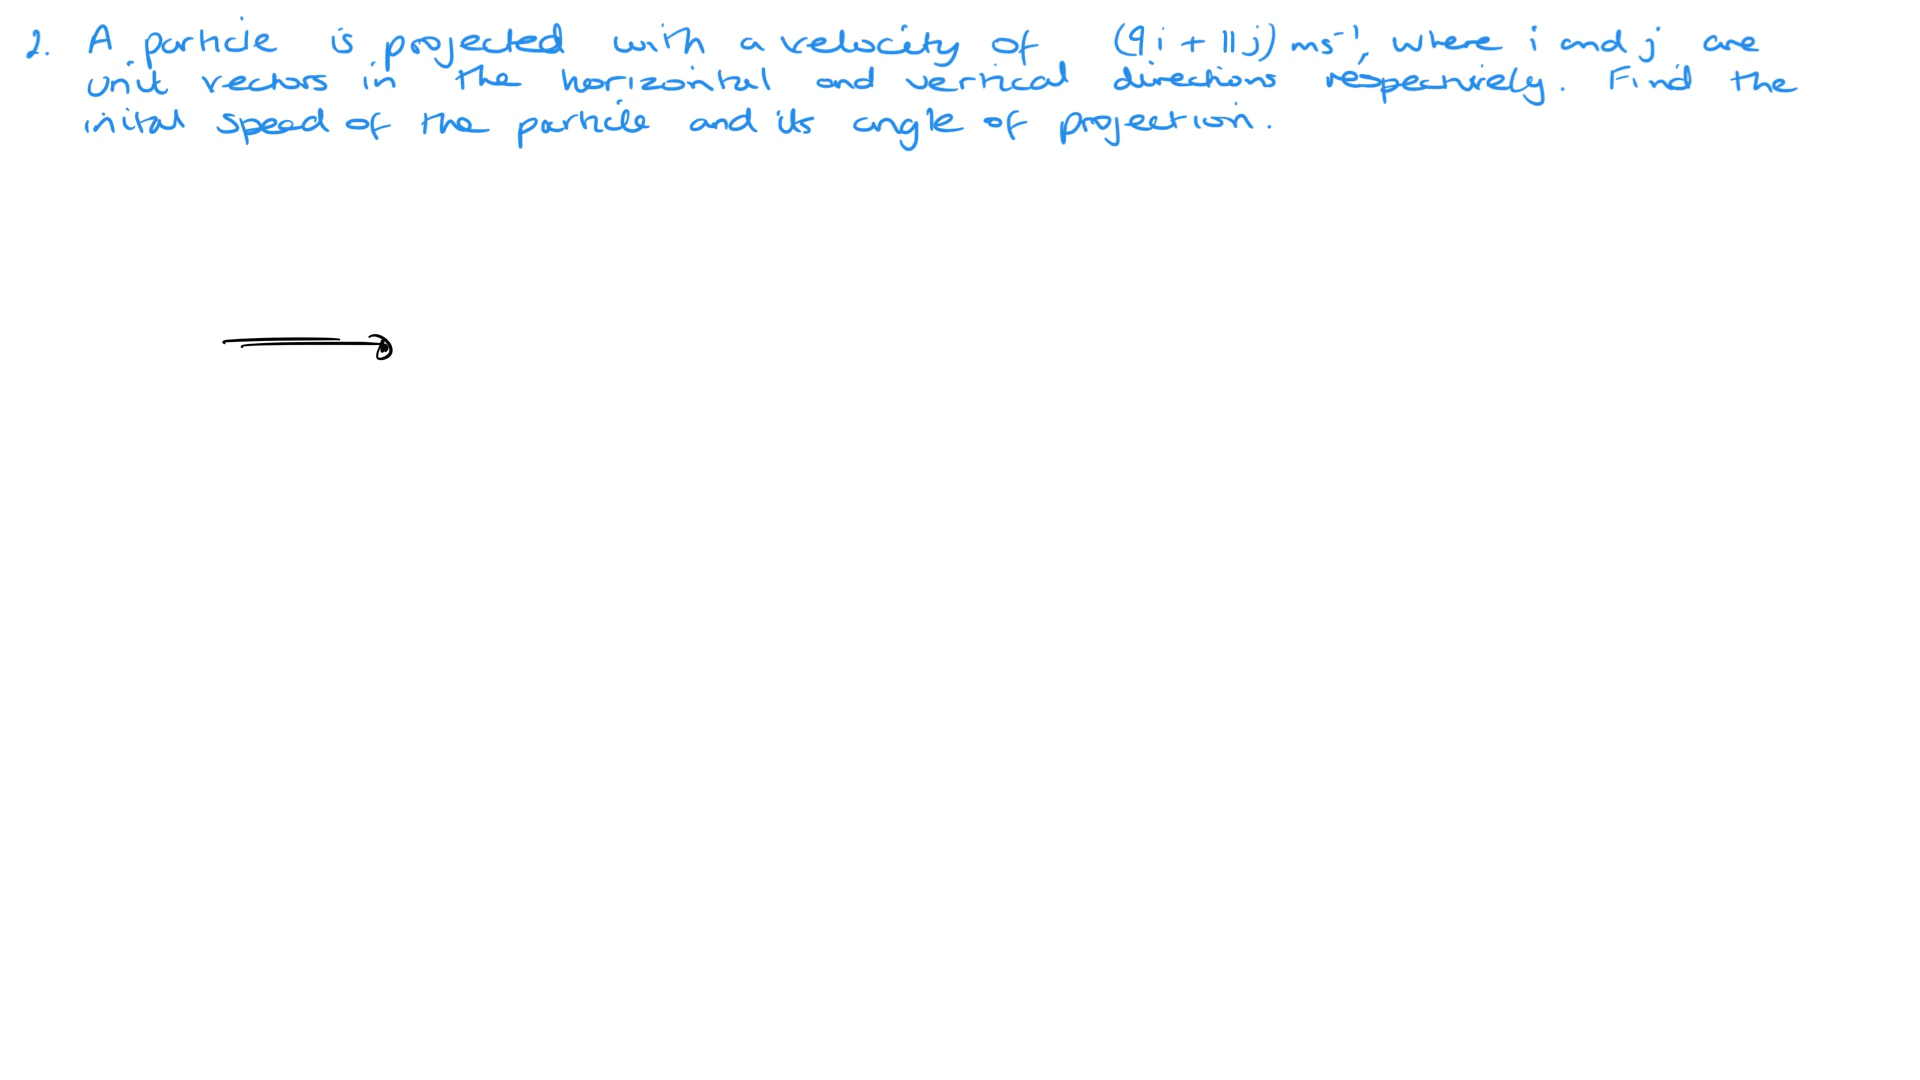 2. A particle is projected with a velocity of (9i + 11j) ms⁻¹, where i and j are
unit vectors in the horizontal and vertical directions respectively. Find the
inital speed of the particle and its angle of projection.